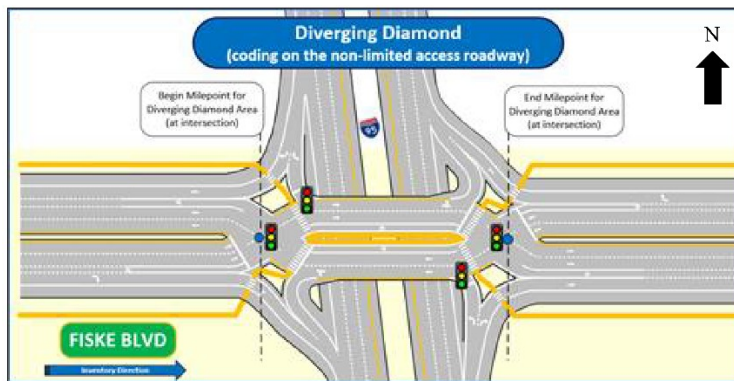 Diverging Diamond
(coding on the non-limited access roadway)
N
Begin Milepoint for
Diverging Diamond Area
(at intersection)
End Milepoint for
Diverging Diamond Area
(at intersection)
95
FISKE BLVD
Inventory Direction